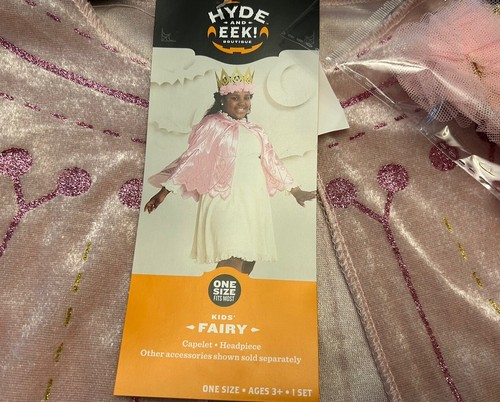 HYDE
AND
EEK!
BOUTIQUE
ONE
SIZE
FITS MOST
KIDS'
FAIRY
Capelet • Headpiece
Other accessories shown sold separately
ONE SIZE • AGES 3+ • 1 SET